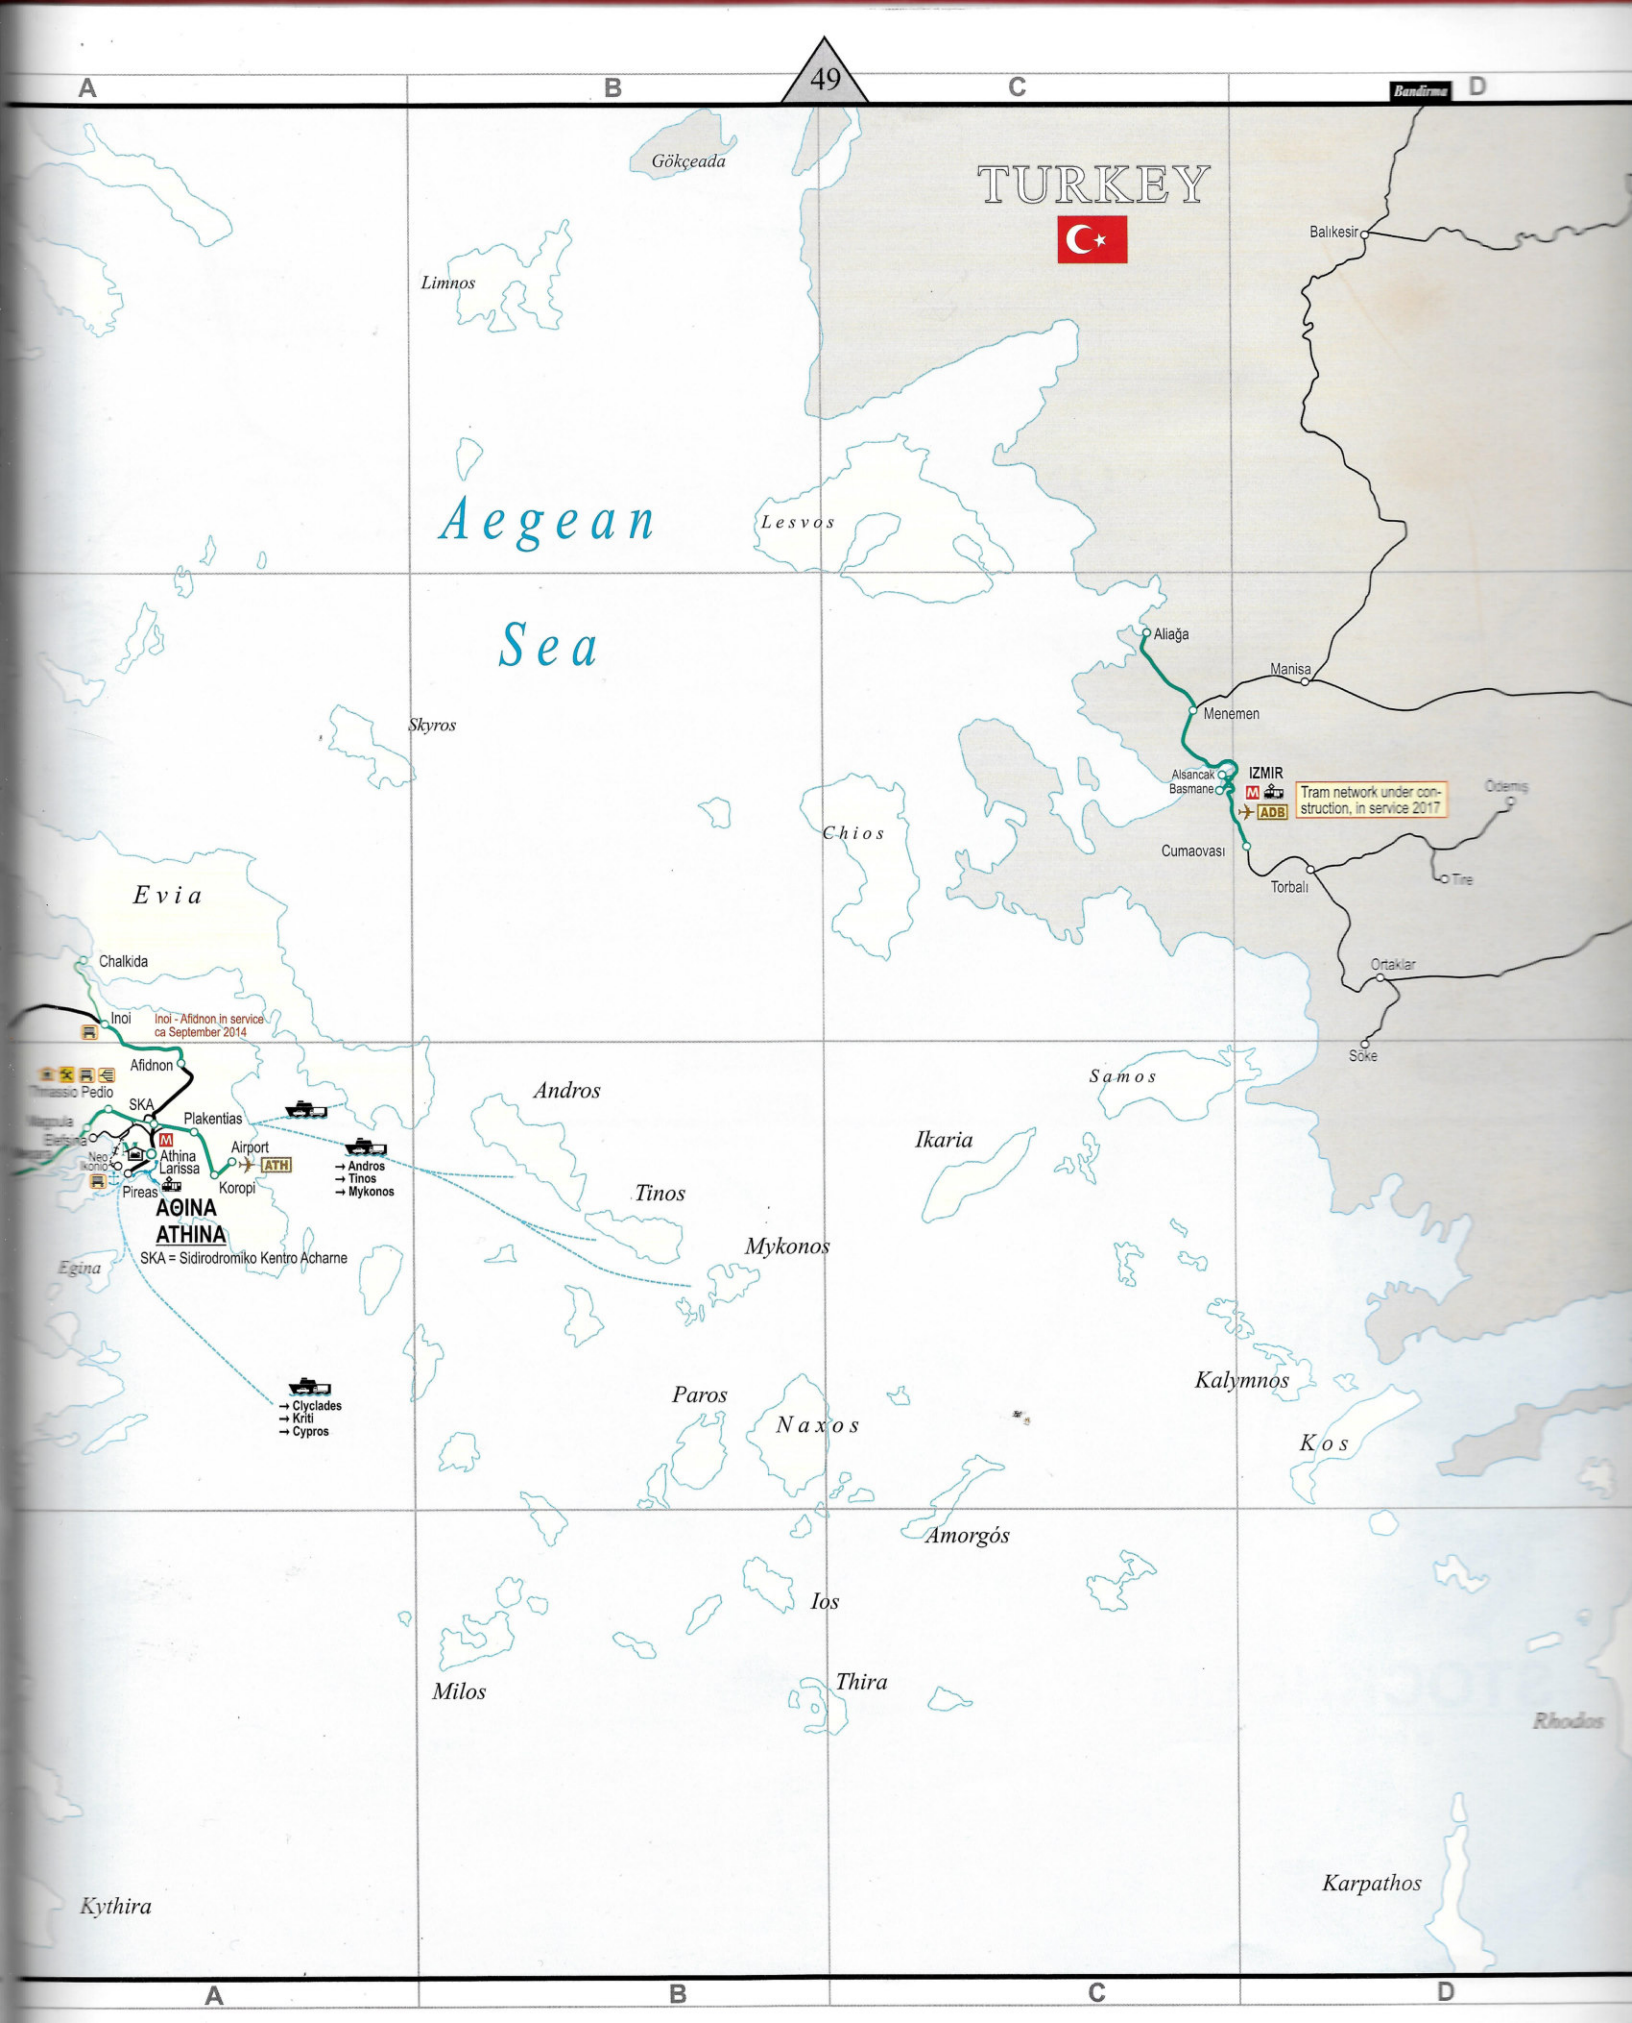 A
B
49
C
Bandirma
D
Gökçeada
TURKEY
Balıkesir
Limnos
Aegean
Lesvos
Sea
Aliağa
Manisa
Skyros
Menemen
Alsancak
IZMIR
Basmane
M
Tram network under con-
struction, in service 2017
ADB
Ödemiş
Chios
Cumaovası
Torbalı
Tire
Evia
Chalkida
Ortaklar
Inoi
Inoi - Afidnon in service
ca September 2014
Söke
Afidnon
Thriassio Pedio
Samos
Andros
SKA
Magoula
Plakentias
Elefsina
M
Ikaria
Airport
Neo
Ikonio
Athina
Larissa
ATH
→ Andros
→ Tinos
→ Mykonos
Koropi
Pireas
Tinos
ΑΘΙΝΑ
ATHINA
Mykonos
SKA = Sidirodromiko Kentro Acharne
Egina
Kalymnos
Paros
→ Clyclades
→ Kriti
→ Cypros
Naxos
Kos
Amorgós
Ios
Thira
Milos
Rhodos
Karpathos
Kythira
A
B
C
D